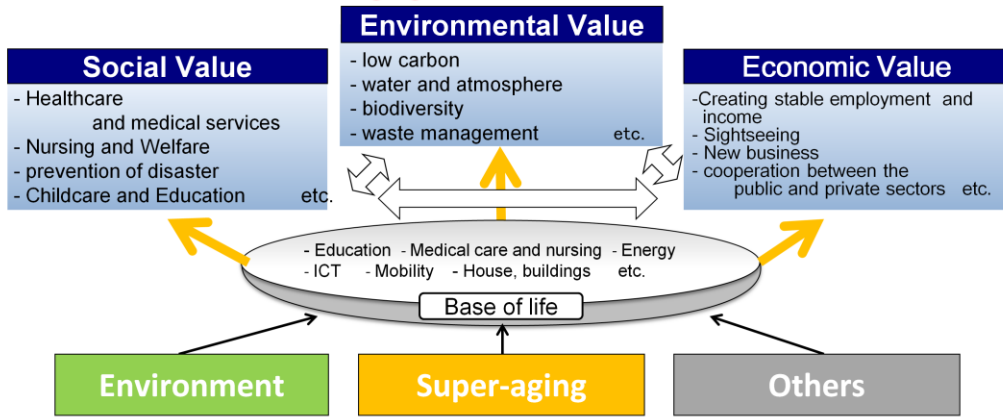 Environmental Value
- low carbon
- water and atmosphere
- biodiversity
- waste management etc.
Social Value
- Healthcare
and medical services
- Nursing and Welfare
- prevention of disaster
- Childcare and Education etc.
Economic Value
-Creating stable employment and
income
- Sightseeing
- New business
- cooperation between the
public and private sectors etc.
- Education - Medical care and nursing - Energy
- ICT - Mobility - House, buildings etc.
Base of life
Environment
Super-aging
Others